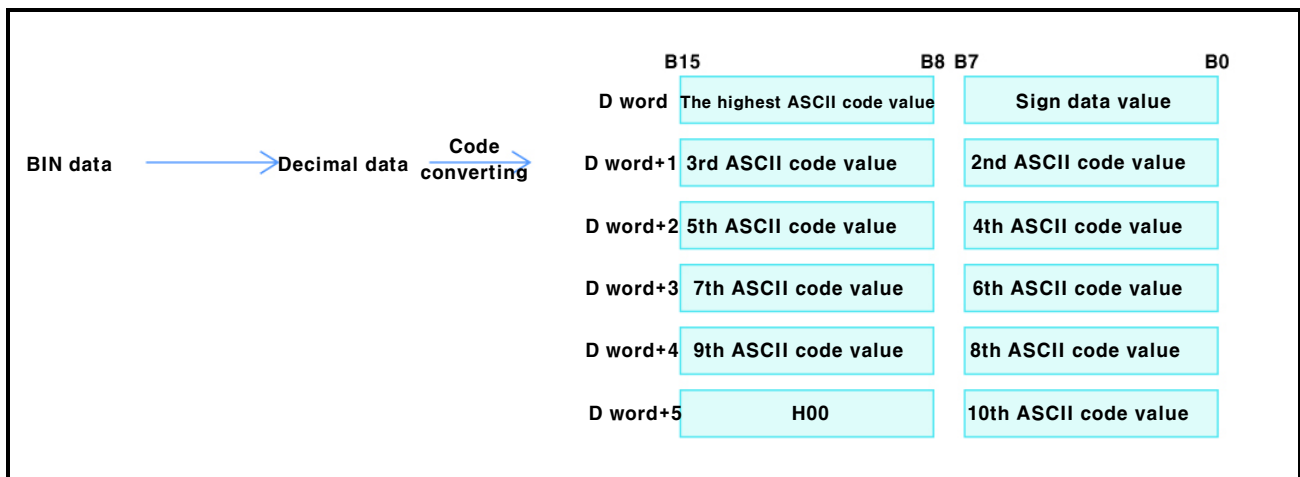 B15 B8 B7 B0
D word The highest ASCII code value Sign data value
BIN data Decimal data Code converting
D word+1 3rd ASCII code value 2nd ASCII code value
D word+2 5th ASCII code value 4th ASCII code value
D word+3 7th ASCII code value 6th ASCII code value
D word+4 9th ASCII code value 8th ASCII code value
D word+5 H00 10th ASCII code value